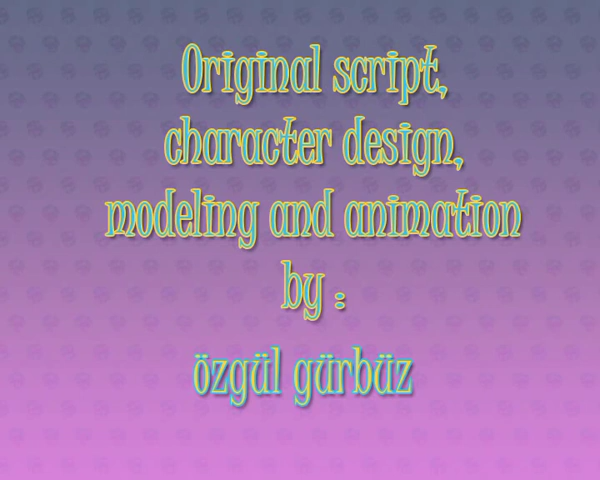 Original script,
character design,
modeling and animation
by :
özgül gürbüz